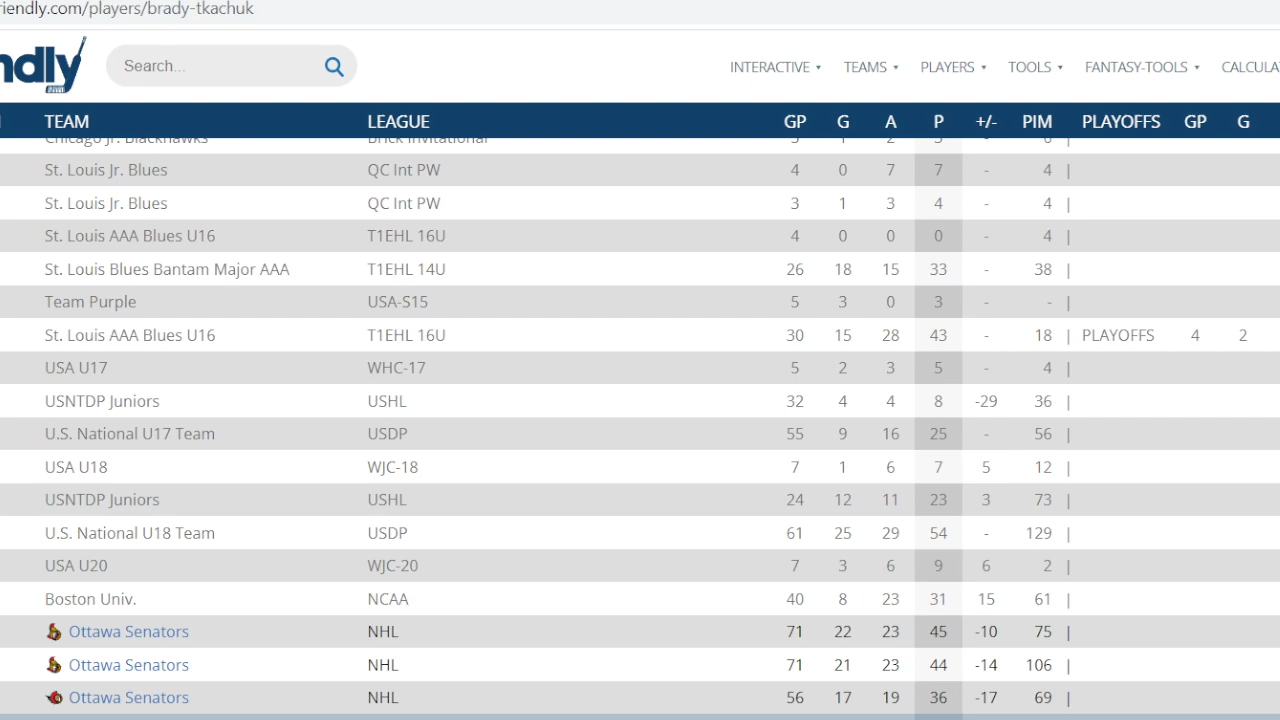 riendly.com/players/brady-tkachuk
ndly Search... INTERACTIVE ▾ TEAMS ▾ PLAYERS ▾ TOOLS ▾ FANTASY-TOOLS ▾ CALCULA
TEAM LEAGUE GP G A P +/- PIM PLAYOFFS GP G
Chicago Jr. Blackhawks Brick Invitational 5 1 2 3 - 6 |
St. Louis Jr. Blues QC Int PW 4 0 7 7 - 4 |
St. Louis Jr. Blues QC Int PW 3 1 3 4 - 4 |
St. Louis AAA Blues U16 T1EHL 16U 4 0 0 0 - 4 |
St. Louis Blues Bantam Major AAA T1EHL 14U 26 18 15 33 - 38 |
Team Purple USA-S15 5 3 0 3 - - |
St. Louis AAA Blues U16 T1EHL 16U 30 15 28 43 - 18 | PLAYOFFS 4 2
USA U17 WHC-17 5 2 3 5 - 4 |
USNTDP Juniors USHL 32 4 4 8 -29 36 |
U.S. National U17 Team USDP 55 9 16 25 - 56 |
USA U18 WJC-18 7 1 6 7 5 12 |
USNTDP Juniors USHL 24 12 11 23 3 73 |
U.S. National U18 Team USDP 61 25 29 54 - 129 |
USA U20 WJC-20 7 3 6 9 6 2 |
Boston Univ. NCAA 40 8 23 31 15 61 |
Ottawa Senators NHL 71 22 23 45 -10 75 |
Ottawa Senators NHL 71 21 23 44 -14 106 |
Ottawa Senators NHL 56 17 19 36 -17 69 |